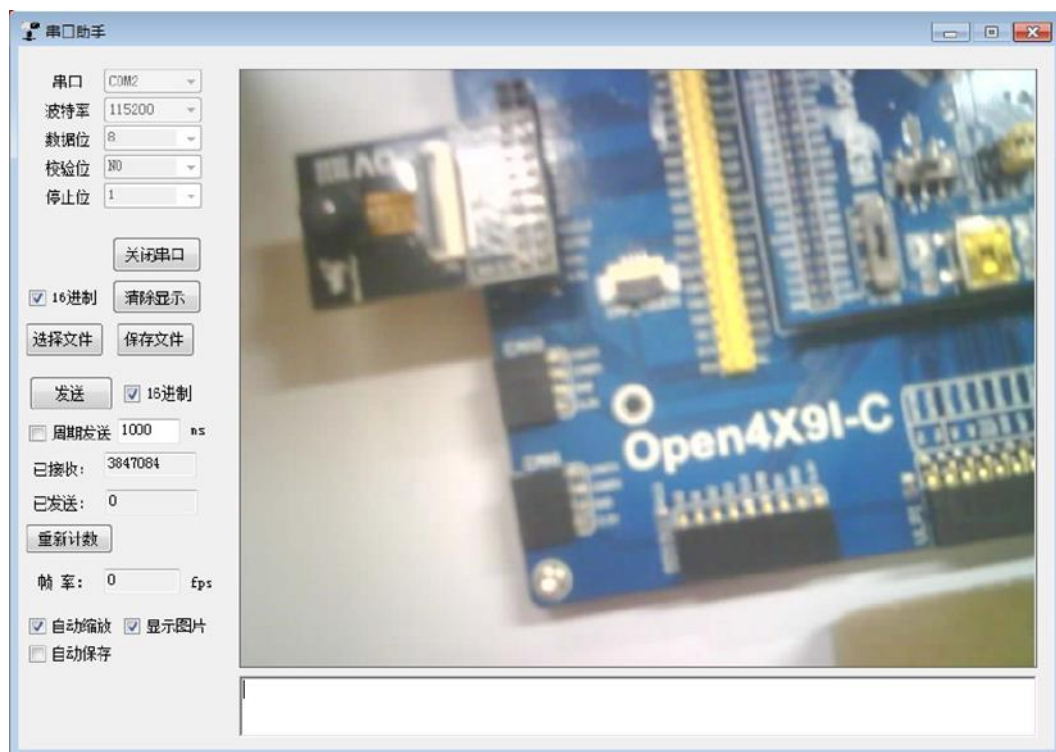 串口助手
串口 COM2
波特率 115200
数据位 8
校验位 NO
停止位 1
关闭串口
16进制 清除显示
选择文件 保存文件
发送 16进制
周期发送 1000 ms
已接收: 3847084
已发送: 0
重新计数
帧 率: 0 fps
自动缩放 显示图片
自动保存
Open4X9I-C